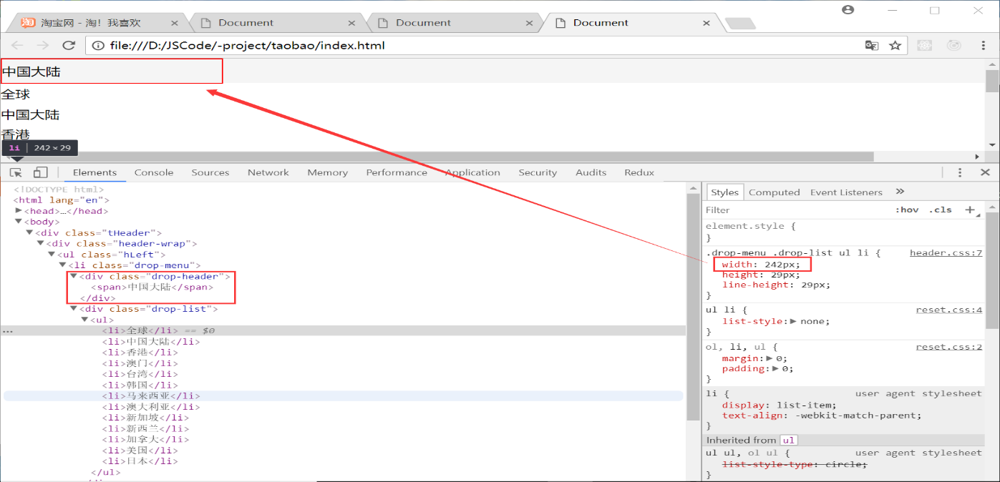 淘宝网 - 淘！我喜欢
Document
Document
Document
file:///D:/JSCode/-project/taobao/index.html
中国大陆
全球
中国大陆
香港
li | 242 × 29
Elements Console Sources Network Memory Performance Application Security Audits Redux
<!DOCTYPE html>
<html lang="en">
<head>…</head>
<body>
<div class="tHeader">
<div class="header-wrap">
<ul class="hLeft">
<li class="drop-menu">
<div class="drop-header">
<span>中国大陆</span>
</div>
<div class="drop-list">
<ul>
<li>全球</li> == $0
<li>中国大陆</li>
<li>香港</li>
<li>澳门</li>
<li>台湾</li>
<li>韩国</li>
<li>马来西亚</li>
<li>澳大利亚</li>
<li>新加坡</li>
<li>新西兰</li>
<li>加拿大</li>
<li>美国</li>
<li>日本</li>
</ul>
Styles Computed Event Listeners »
Filter :hov .cls +
element.style {
}
.drop-menu .drop-list ul li { header.css:7
width: 242px;
height: 29px;
line-height: 29px;
}
ul li { reset.css:4
list-style: none;
}
ol, li, ul { reset.css:2
margin: 0;
padding: 0;
}
li { user agent stylesheet
display: list-item;
text-align: -webkit-match-parent;
}
Inherited from ul
ul ul, ol ul { user agent stylesheet
list-style-type: circle;
}